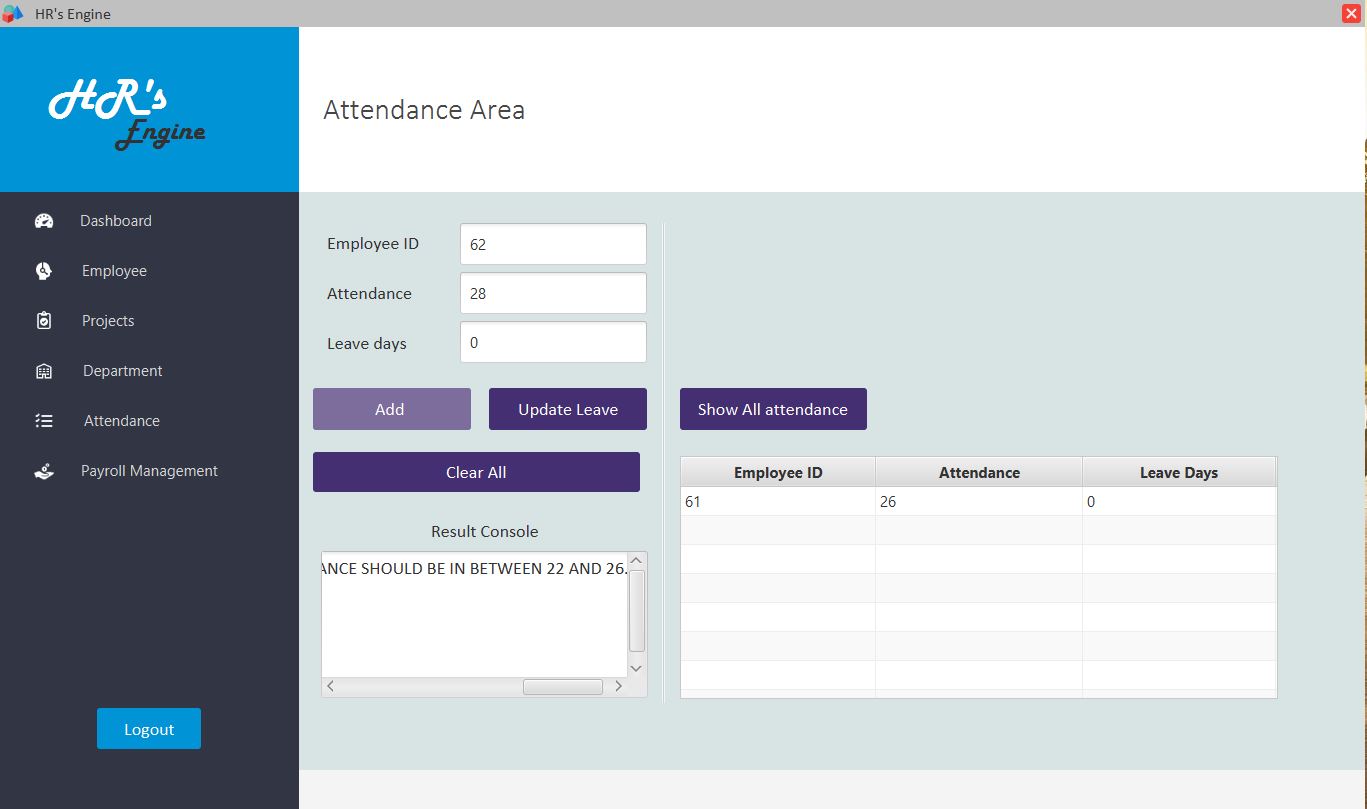 HR's Engine
HR's
Engine
Attendance Area
Dashboard
Employee
Projects
Department
Attendance
Payroll Management
Logout
Employee ID
62
Attendance
28
Leave days
0
Add
Update Leave
Show All attendance
Clear All
Result Console
ANCE SHOULD BE IN BETWEEN 22 AND 26.
Employee ID Attendance Leave Days
61 26 0